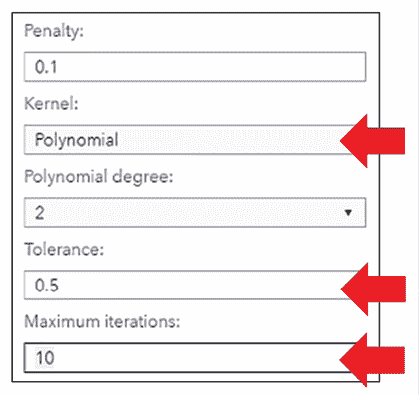 Penalty:
0.1
Kernel:
Polynomial
Polynomial degree:
2
Tolerance:
0.5
Maximum iterations:
10